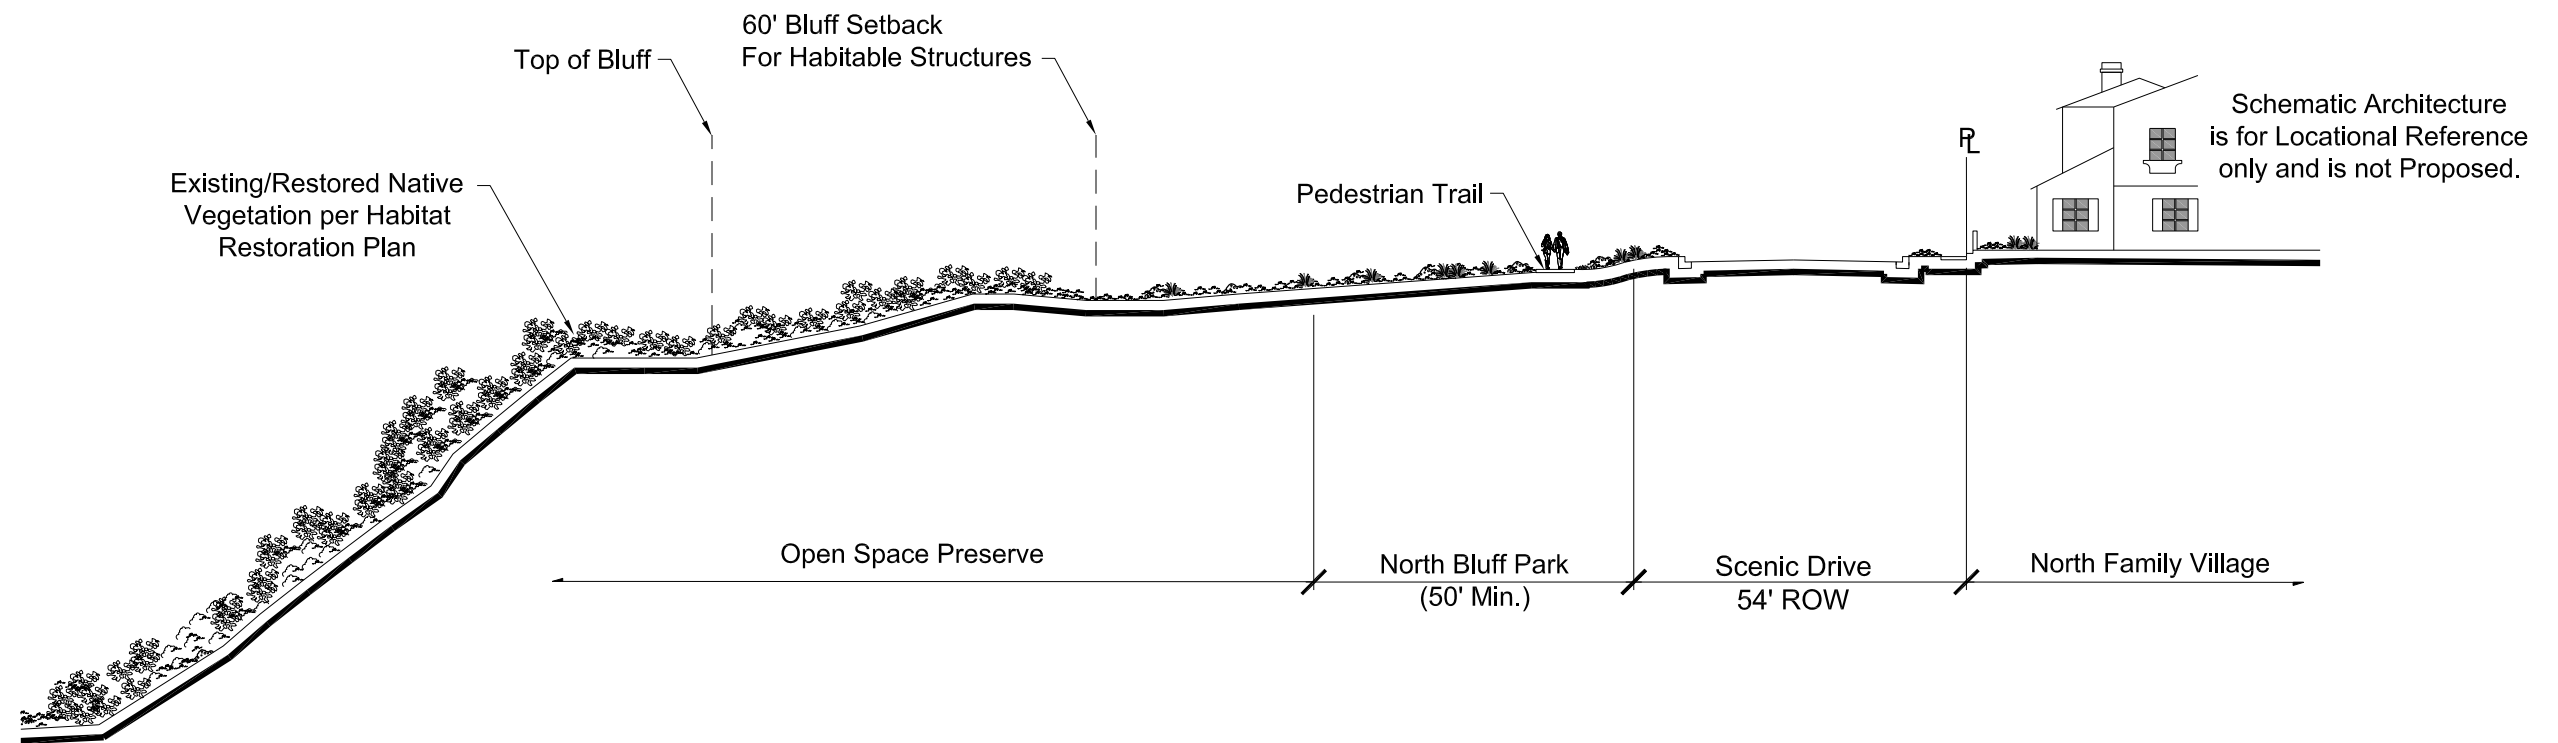 60' Bluff Setback
For Habitable Structures
Top of Bluff
Schematic Architecture
is for Locational Reference
only and is not Proposed.
PL
Existing/Restored Native
Vegetation per Habitat
Restoration Plan
Pedestrian Trail
Open Space Preserve
North Bluff Park
(50' Min.)
Scenic Drive
54' ROW
North Family Village